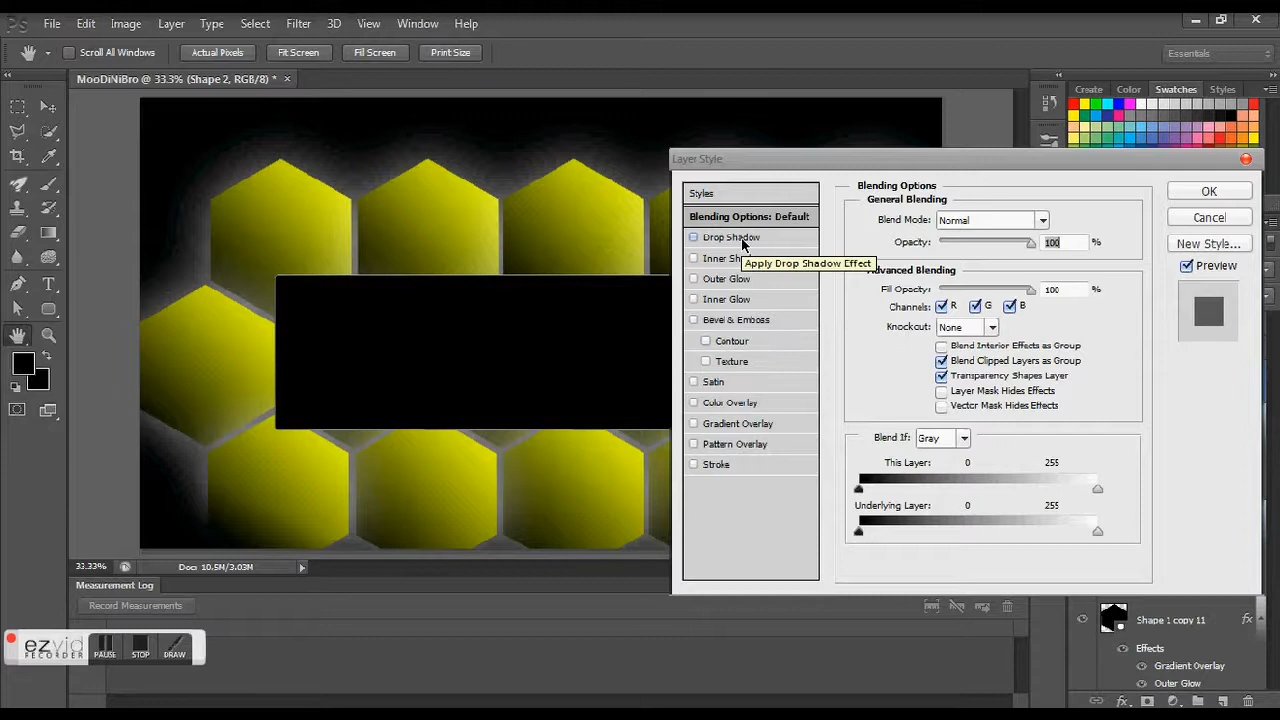 Ps File Edit Image Layer Type Select Filter 3D View Window Help
Scroll All Windows Actual Pixels Fit Screen Fill Screen Print Size Essentials
MooDiNiBro @ 33.3% (Shape 2, RGB/8) * ×
Create Color Swatches Styles
Layer Style
Styles
Blending Options: Default
Drop Shadow
Inner Sh
Apply Drop Shadow Effect
Outer Glow
Inner Glow
Bevel & Emboss
Contour
Texture
Satin
Color Overlay
Gradient Overlay
Pattern Overlay
Stroke
Blending Options
General Blending
Blend Mode: Normal
Opacity: 100 %
Advanced Blending
Fill Opacity: 100 %
Channels: R G B
Knockout: None
Blend Interior Effects as Group
Blend Clipped Layers as Group
Transparency Shapes Layer
Layer Mask Hides Effects
Vector Mask Hides Effects
Blend If: Gray
This Layer: 0 255
Underlying Layer: 0 255
OK
Cancel
New Style...
Preview
33.33% Doc: 10.5M/3.03M
Measurement Log
Record Measurements
Shape 1 copy 11 fx
Effects
Gradient Overlay
Outer Glow
ezvid
RECORDER
PAUSE STOP DRAW